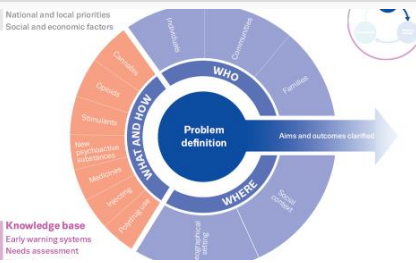 National and local priorities
Social and economic factors
Individuals
Communities
Families
Cannabis
Opioids
Stimulants
New
psychoactive
substances
Medicines
Injecting
Polydrug use
WHO
WHAT AND HOW
WHERE
Problem
definition
Aims and outcomes clarified
Social
context
setting
Knowledge base
Early warning systems
Needs assessment